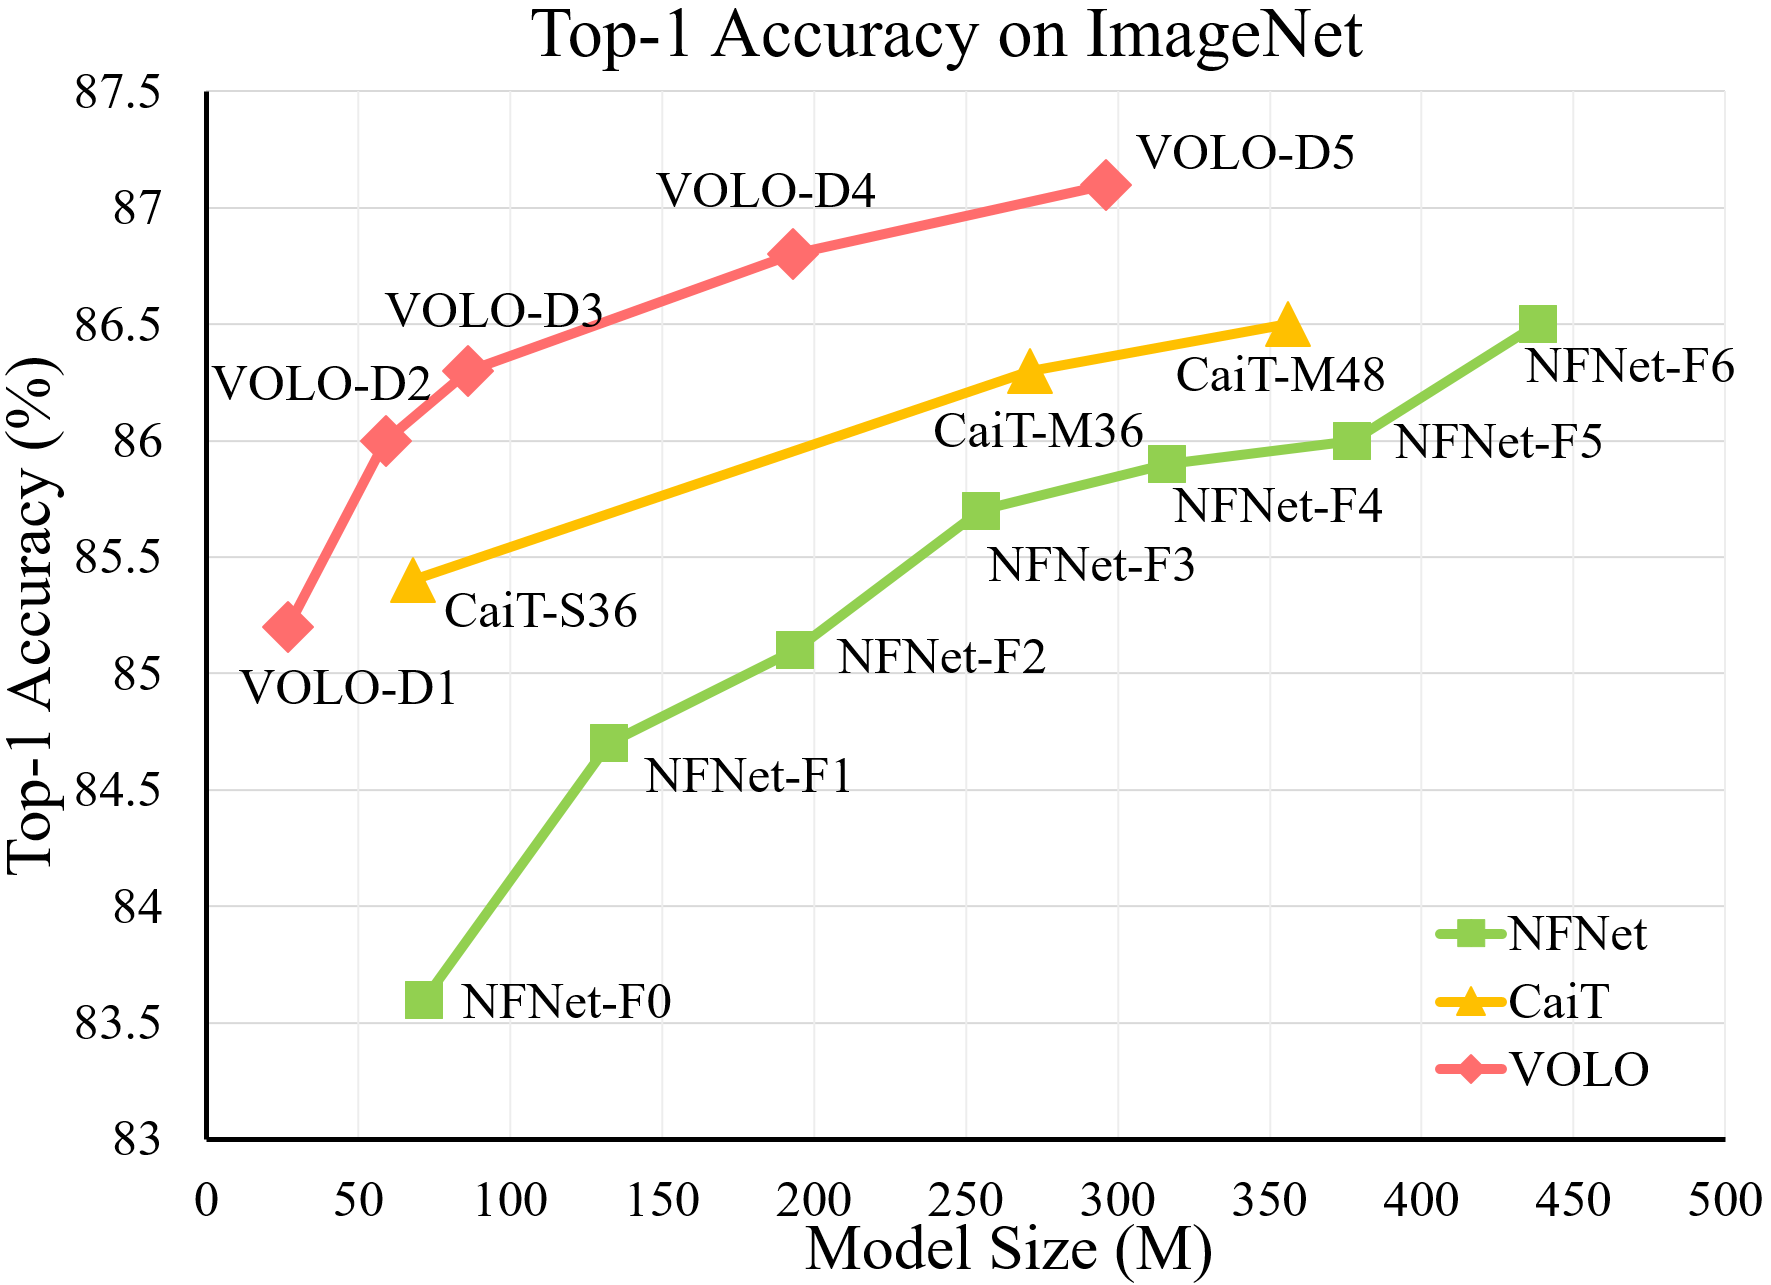 Top-1 Accuracy on ImageNet
87.5
87
86.5
86
85.5
85
84.5
84
83.5
83
Top-1 Accuracy (%)
VOLO-D5
VOLO-D4
VOLO-D3
VOLO-D2
VOLO-D1
CaiT-M48
CaiT-M36
CaiT-S36
NFNet-F6
NFNet-F5
NFNet-F4
NFNet-F3
NFNet-F2
NFNet-F1
NFNet-F0
NFNet
CaiT
VOLO
0 50 100 150 200 250 300 350 400 450 500
Model Size (M)